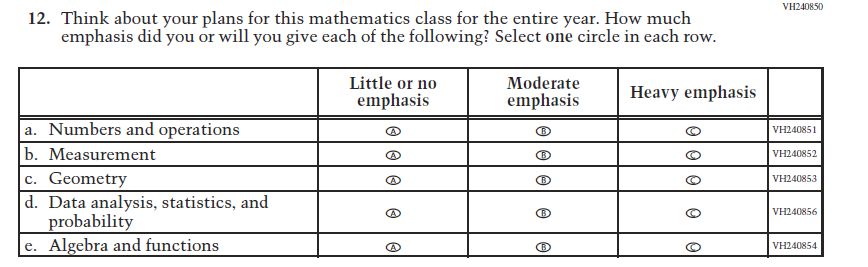 VH240850
12. Think about your plans for this mathematics class for the entire year. How much
emphasis did you or will you give each of the following? Select one circle in each row.
Little or no emphasis Moderate emphasis Heavy emphasis
a. Numbers and operations A B C VH240851
b. Measurement A B C VH240852
c. Geometry A B C VH240853
d. Data analysis, statistics, and
probability A B C VH240856
e. Algebra and functions A B C VH240854